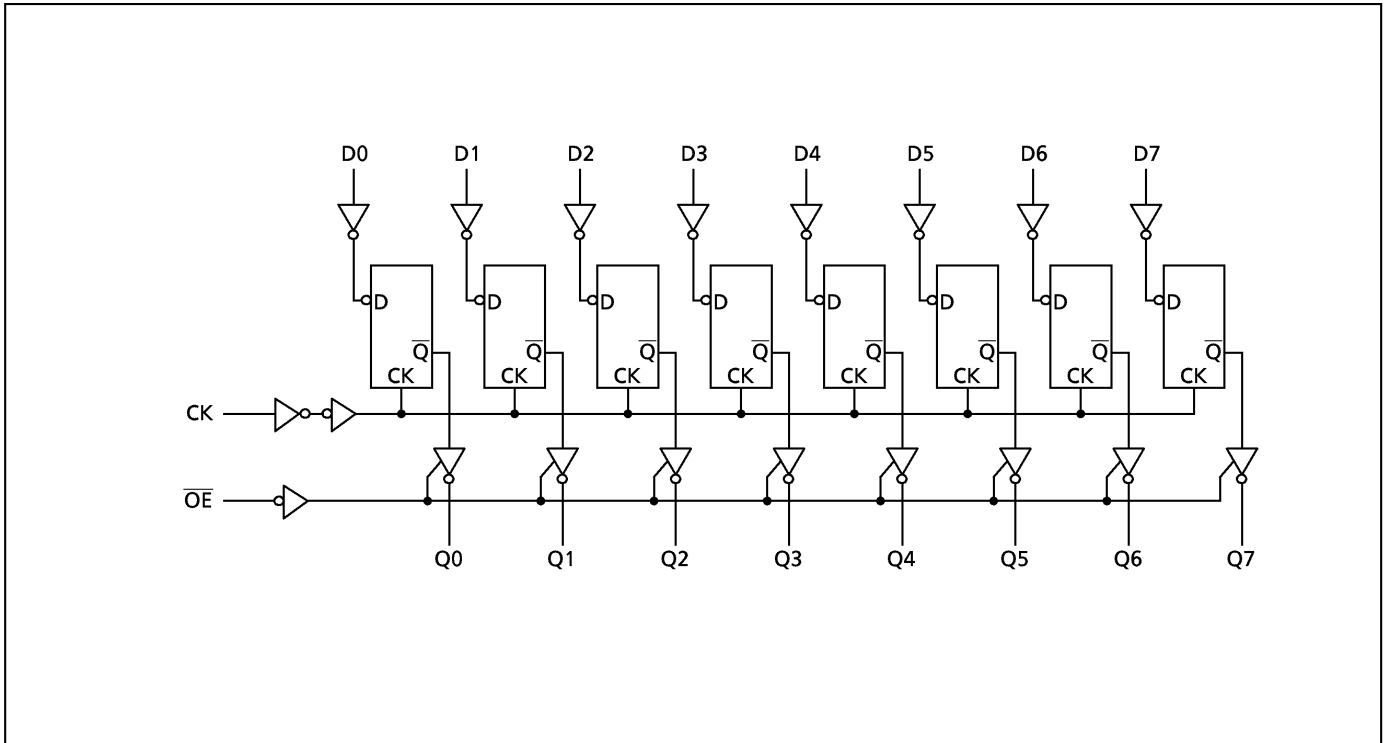 D0 D1 D2 D3 D4 D5 D6 D7
D D D D D D D D
Q̅ Q̅ Q̅ Q̅ Q̅ Q̅ Q̅ Q̅
CK CK CK CK CK CK CK CK
CK
O̅E̅
Q0 Q1 Q2 Q3 Q4 Q5 Q6 Q7